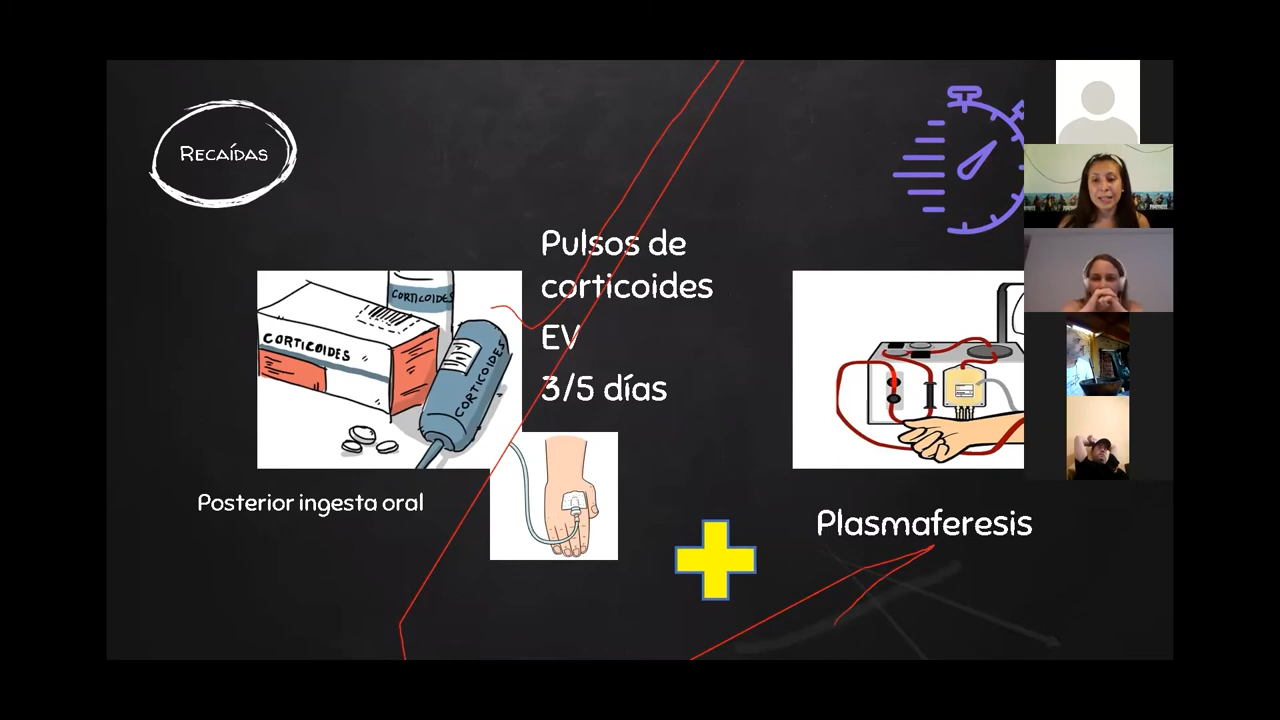 Recaídas
Pulsos de
corticoides
EV
3/5 días
CORTICOIDES
CORTICOIDES
CORTICOIDES
Posterior ingesta oral
Plasmaferesis